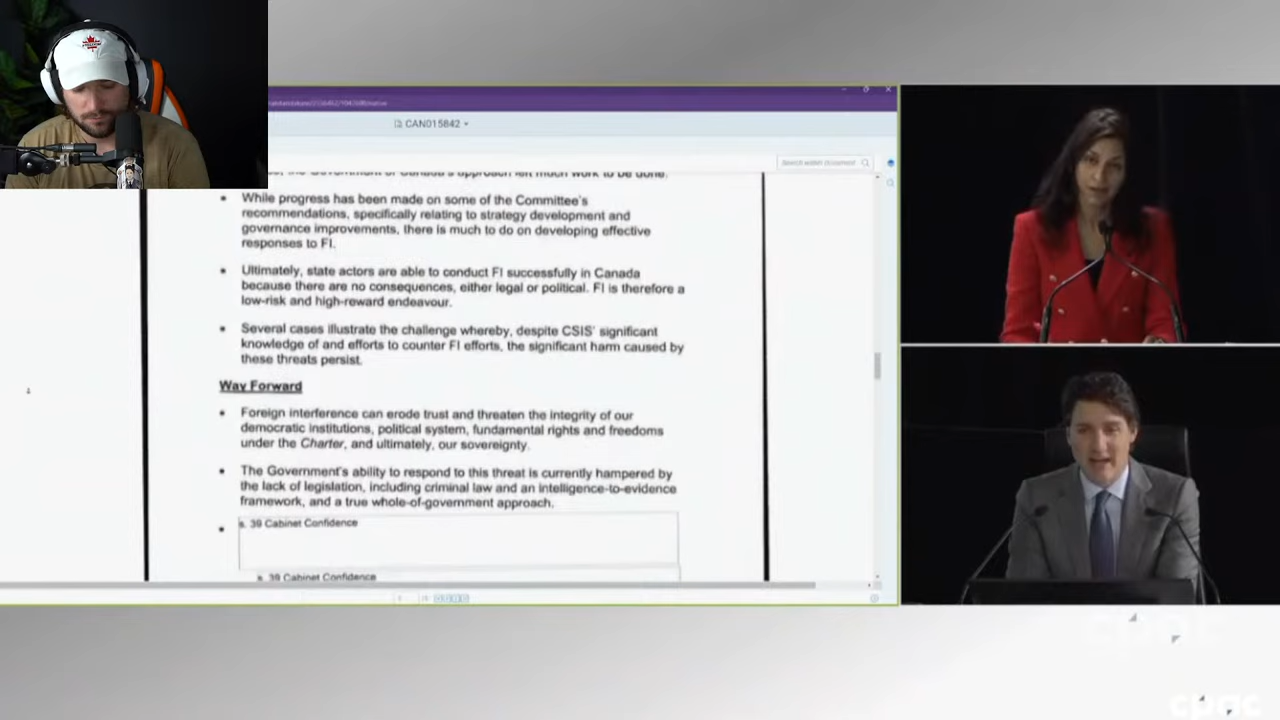 CAN015842
Search within document
the Government of Canada's approach left much work to be done.
• While progress has been made on some of the Committee's
recommendations, specifically relating to strategy development and
governance improvements, there is much to do on developing effective
responses to FI.
• Ultimately, state actors are able to conduct FI successfully in Canada
because there are no consequences, either legal or political. FI is therefore a
low-risk and high-reward endeavour.
• Several cases illustrate the challenge whereby, despite CSIS' significant
knowledge of and efforts to counter FI efforts, the significant harm caused by
these threats persist.
Way Forward
• Foreign interference can erode trust and threaten the integrity of our
democratic institutions, political system, fundamental rights and freedoms
under the Charter, and ultimately, our sovereignty.
• The Government's ability to respond to this threat is currently hampered by
the lack of legislation, including criminal law and an intelligence-to-evidence
framework, and a true whole-of-government approach.
• s. 39 Cabinet Confidence
s. 39 Cabinet Confidence
cpac
cpac